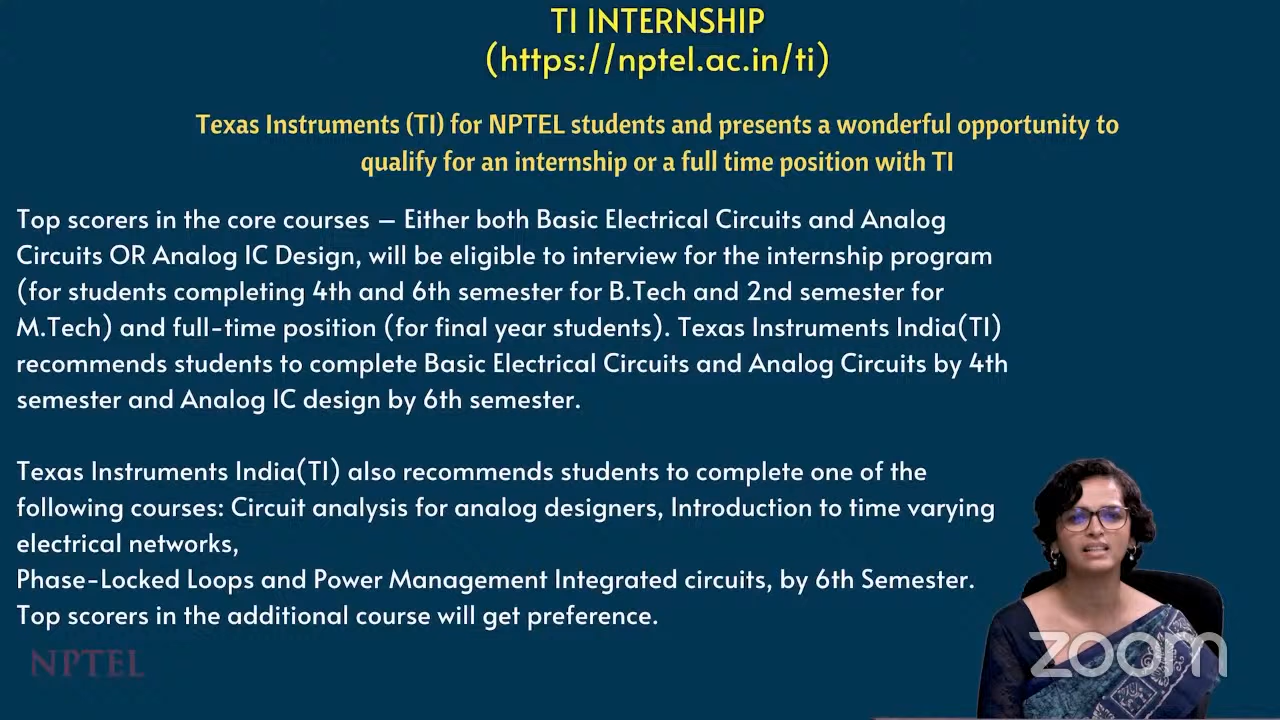 TI INTERNSHIP
(https://nptel.ac.in/ti)
Texas Instruments (TI) for NPTEL students and presents a wonderful opportunity to
qualify for an internship or a full time position with TI
Top scorers in the core courses – Either both Basic Electrical Circuits and Analog
Circuits OR Analog IC Design, will be eligible to interview for the internship program
(for students completing 4th and 6th semester for B.Tech and 2nd semester for
M.Tech) and full-time position (for final year students). Texas Instruments India(TI)
recommends students to complete Basic Electrical Circuits and Analog Circuits by 4th
semester and Analog IC design by 6th semester.
Texas Instruments India(TI) also recommends students to complete one of the
following courses: Circuit analysis for analog designers, Introduction to time varying
electrical networks,
Phase-Locked Loops and Power Management Integrated circuits, by 6th Semester.
Top scorers in the additional course will get preference.
NPTEL
zoom